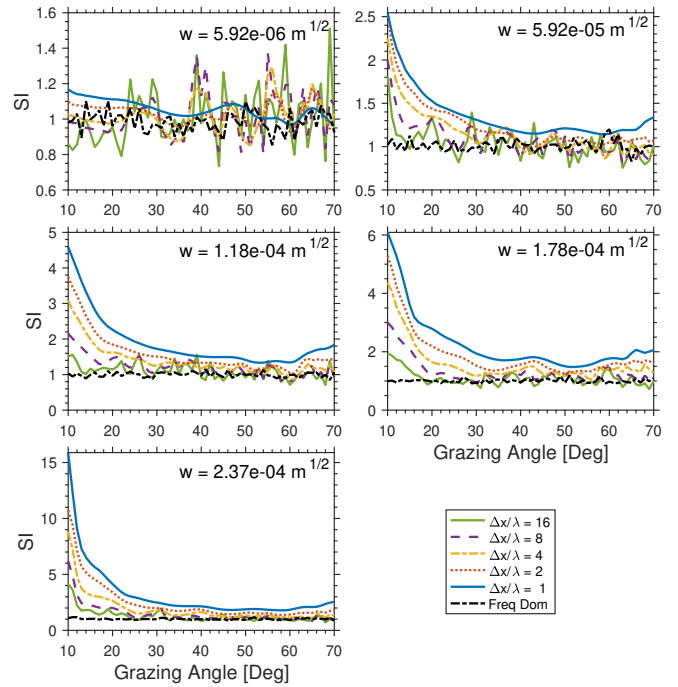 w = 5.92e-06 m^1/2
SI
1.6
1.4
1.2
1
0.8
0.6
10 20 30 40 50 60 70
w = 5.92e-05 m^1/2
2.5
2
1.5
1
0.5
10 20 30 40 50 60 70
w = 1.18e-04 m^1/2
SI
5
4
3
2
1
0
10 20 30 40 50 60 70
w = 1.78e-04 m^1/2
6
4
2
0
10 20 30 40 50 60 70
Grazing Angle [Deg]
w = 2.37e-04 m^1/2
SI
15
10
5
0
10 20 30 40 50 60 70
Grazing Angle [Deg]
Δx/λ = 16
Δx/λ = 8
Δx/λ = 4
Δx/λ = 2
Δx/λ = 1
Freq Dom